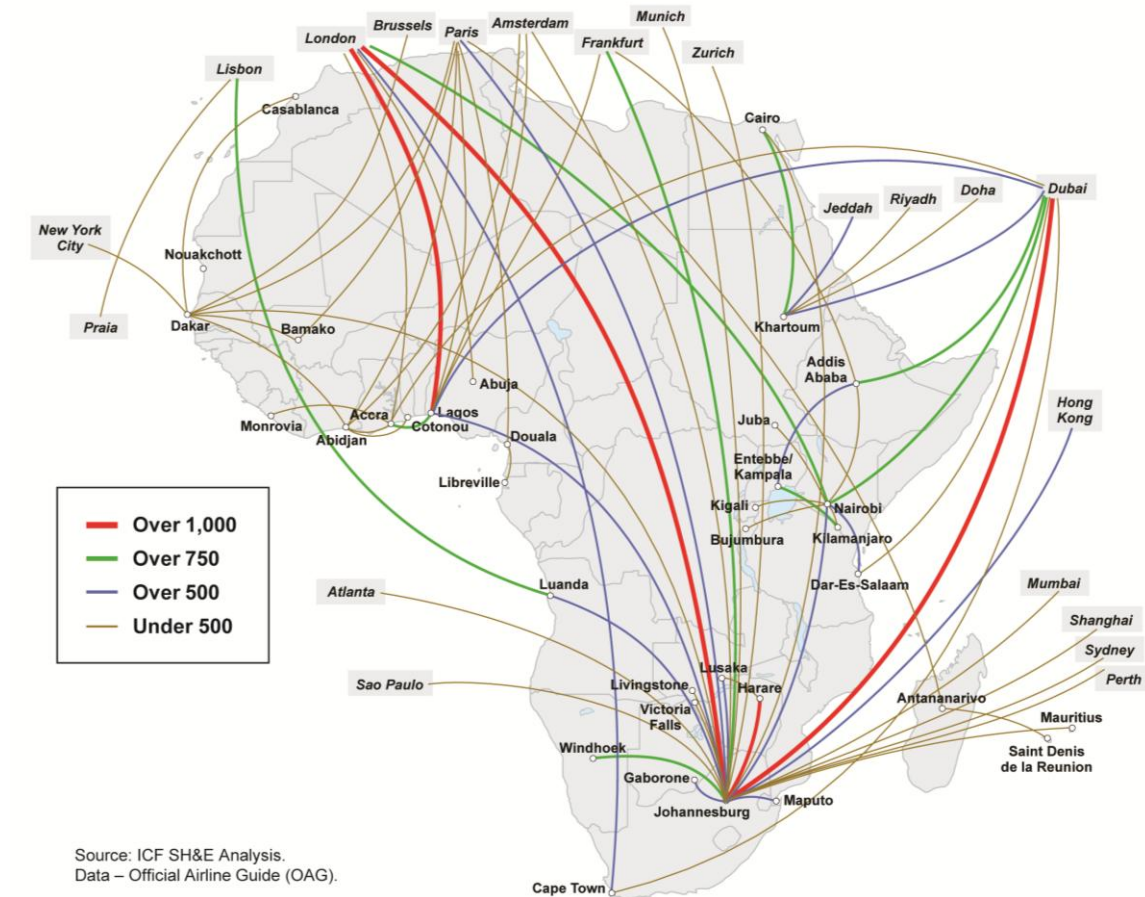 Munich
Amsterdam
Brussels
Paris
London
Frankfurt
Zurich
Lisbon
Casablanca
Cairo
Dubai
Doha
Riyadh
Jeddah
New York
City
Nouakchott
Praia
Dakar
Bamako
Khartoum
Addis
Ababa
Abuja
Hong
Kong
Accra
Lagos
Cotonou
Monrovia
Abidjan
Juba
Douala
Entebbe/
Kampala
Libreville
Kigali
Nairobi
Bujumbura
Kilamanjaro
Over 1,000
Over 750
Over 500
Under 500
Luanda
Dar-Es-Salaam
Mumbai
Atlanta
Shanghai
Sydney
Perth
Lusaka
Sao Paulo
Livingstone
Harare
Victoria
Falls
Antananarivo
Mauritius
Windhoek
Saint Denis
de la Reunion
Gaborone
Johannesburg
Maputo
Source: ICF SH&E Analysis.
Data – Official Airline Guide (OAG).
Cape Town